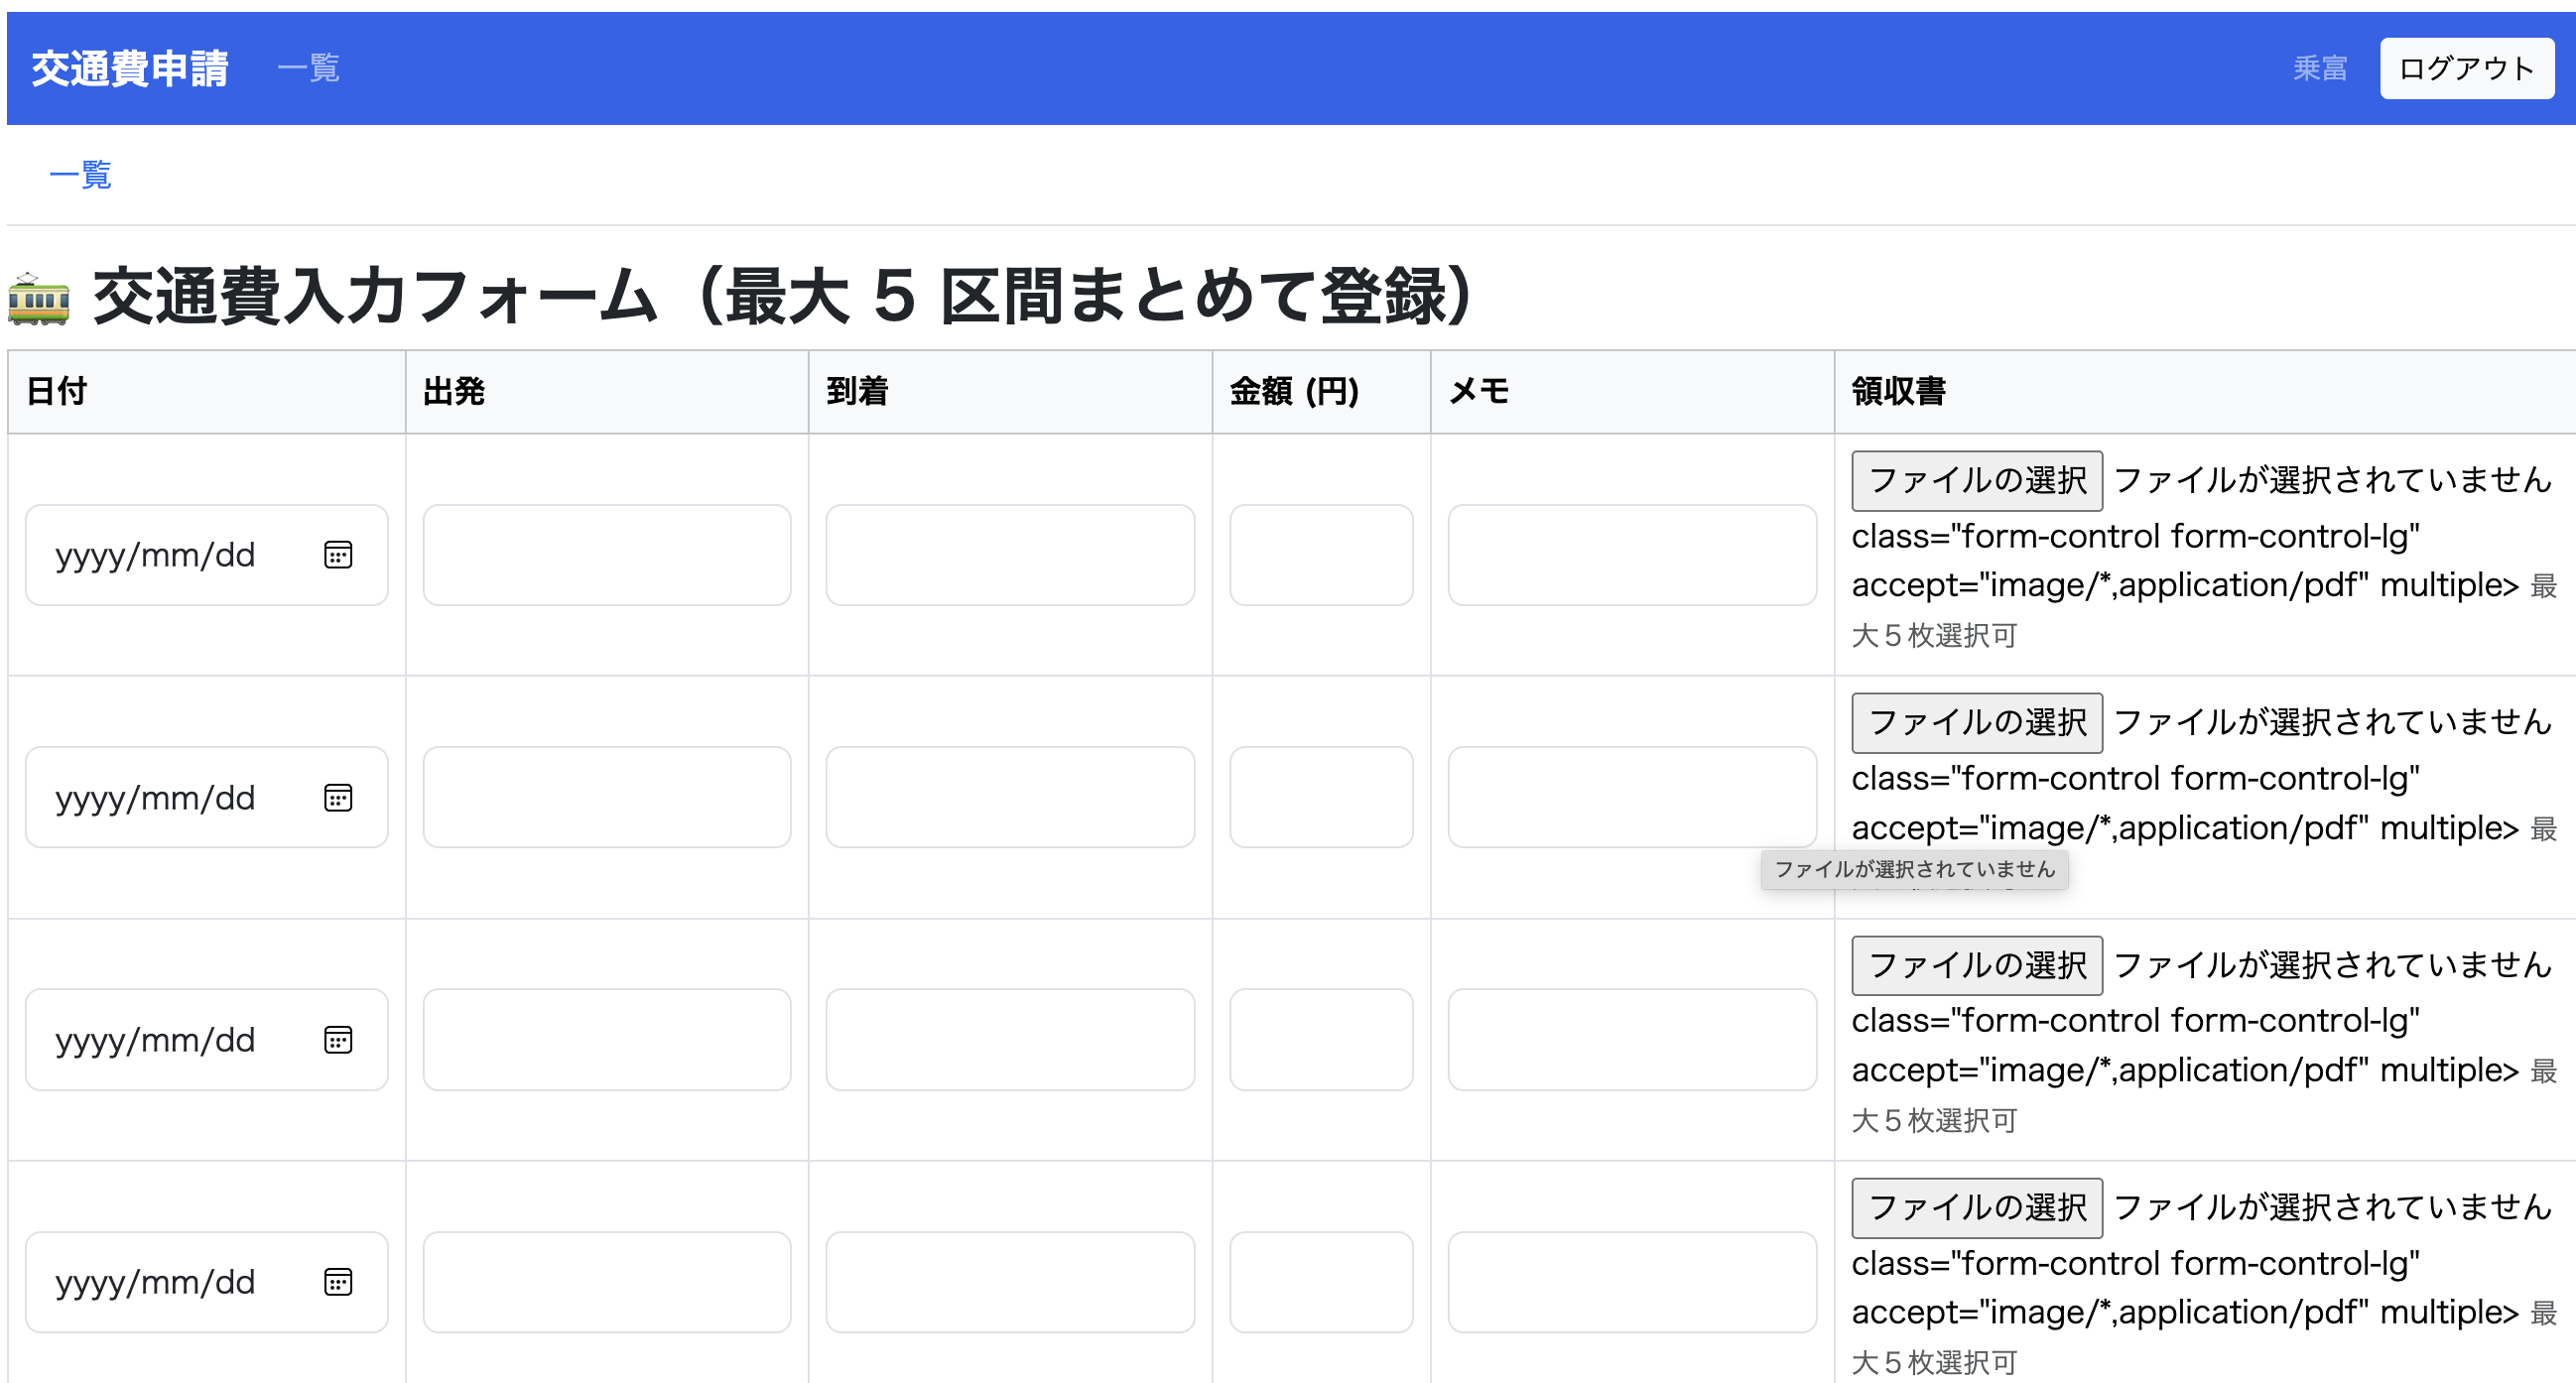 交通費申請 一覧 乗富 ログアウト
一覧
交通費入力フォーム（最大 5 区間まとめて登録）
日付 出発 到着 金額 (円) メモ 領収書
ファイルの選択 ファイルが選択されていません
yyyy/mm/dd class="form-control form-control-lg"
accept="image/*,application/pdf" multiple> 最
大５枚選択可
ファイルの選択 ファイルが選択されていません
yyyy/mm/dd class="form-control form-control-lg"
accept="image/*,application/pdf" multiple> 最
ファイルが選択されていません
ファイルの選択 ファイルが選択されていません
yyyy/mm/dd class="form-control form-control-lg"
accept="image/*,application/pdf" multiple> 最
大５枚選択可
ファイルの選択 ファイルが選択されていません
yyyy/mm/dd class="form-control form-control-lg"
accept="image/*,application/pdf" multiple> 最
大５枚選択可